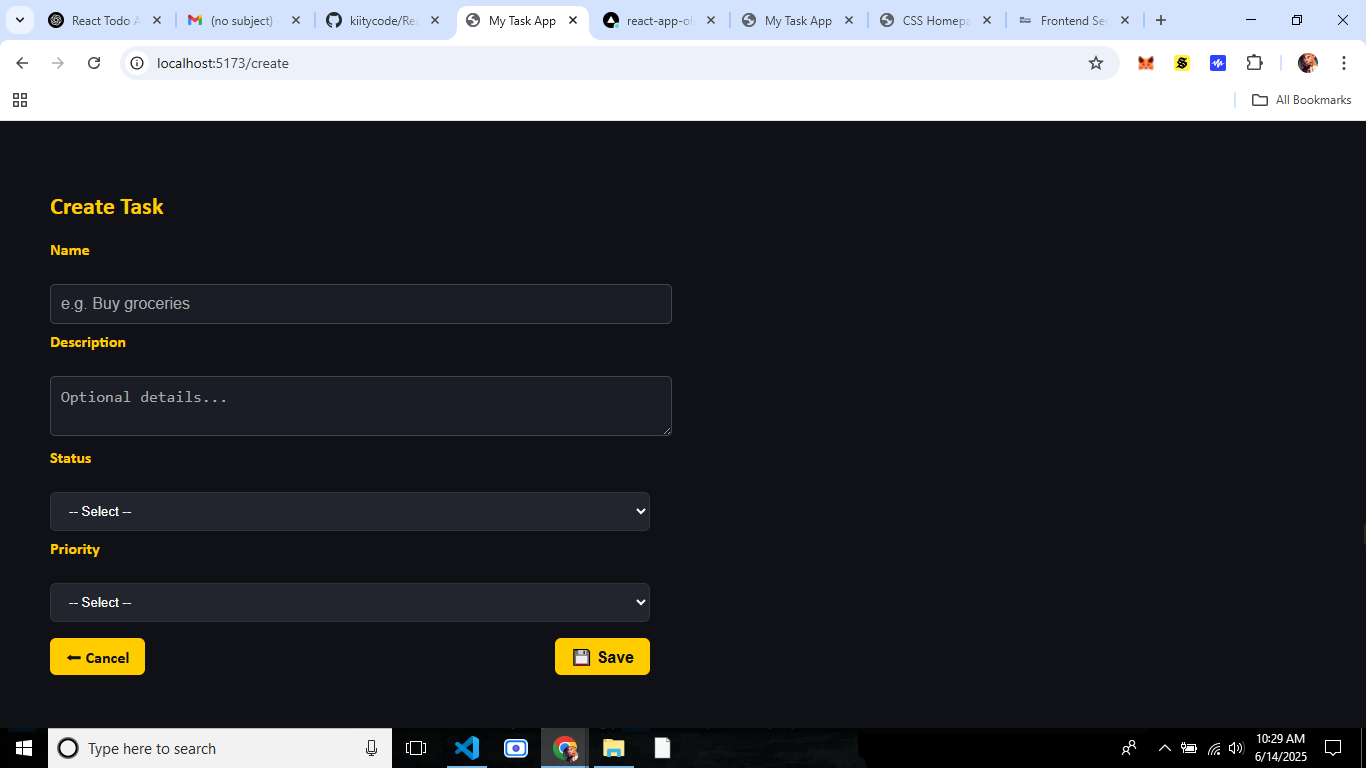 React Todo A
(no subject)
kiitycode/Re
My Task App
react-app-ol
My Task App
CSS Homepa
Frontend Se
localhost:5173/create
All Bookmarks
Create Task
Name
e.g. Buy groceries
Description
Optional details...
Status
-- Select --
Priority
-- Select --
Cancel
Save
Type here to search
10:29 AM
6/14/2025